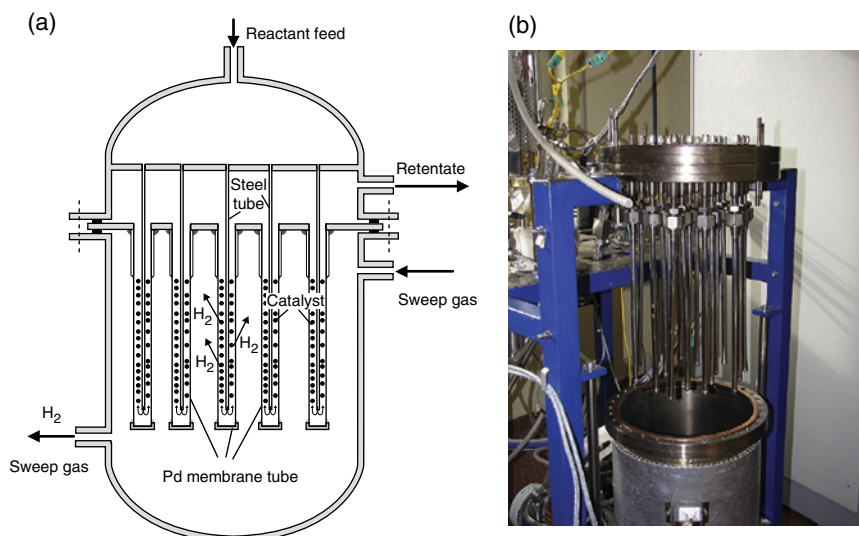 (a)
Reactant feed
Retentate
Steel
tube
Sweep gas
Catalyst
H₂
H₂
H₂
H₂
Sweep gas
Pd membrane tube
(b)